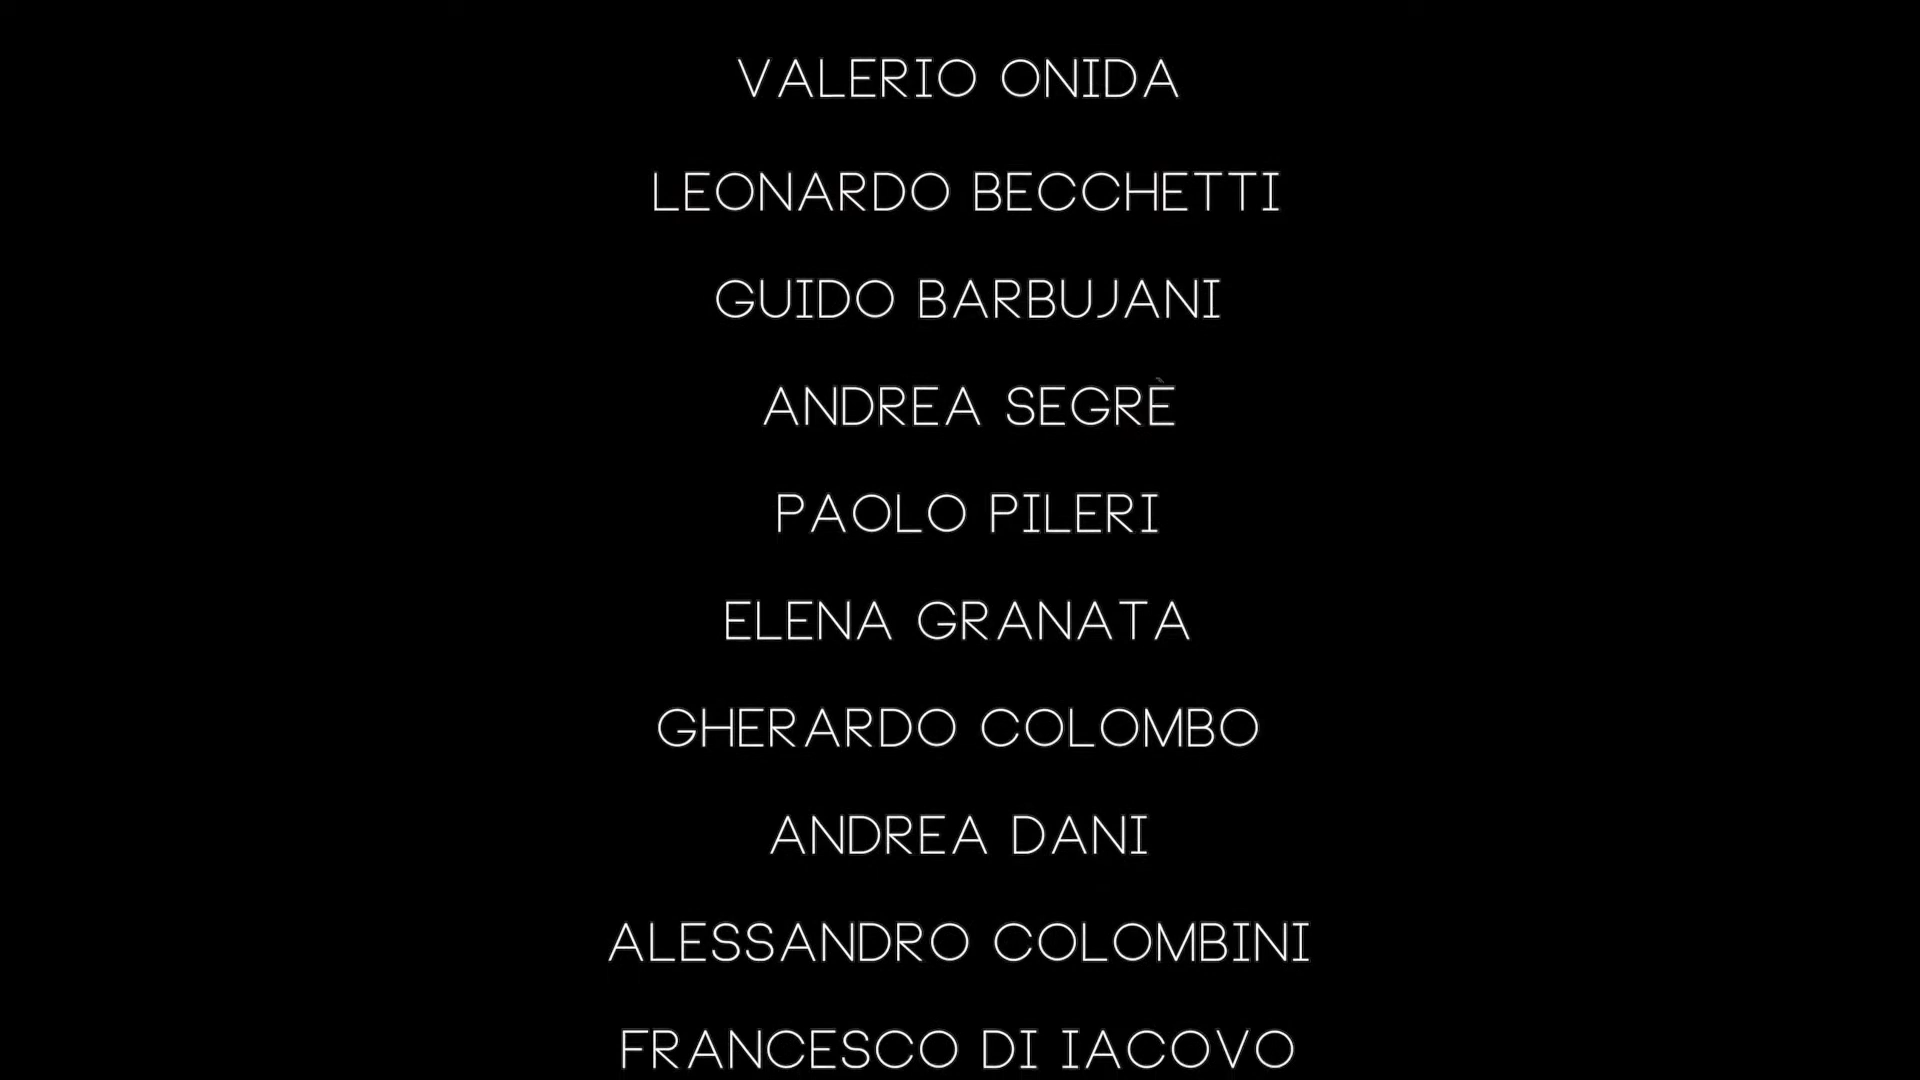 VALERIO ONIDA
LEONARDO BECCHETTI
GUIDO BARBUJANI
ANDREA SEGRÈ
PAOLO PILERI
ELENA GRANATA
GHERARDO COLOMBO
ANDREA DANI
ALESSANDRO COLOMBINI
FRANCESCO DI IACOVO